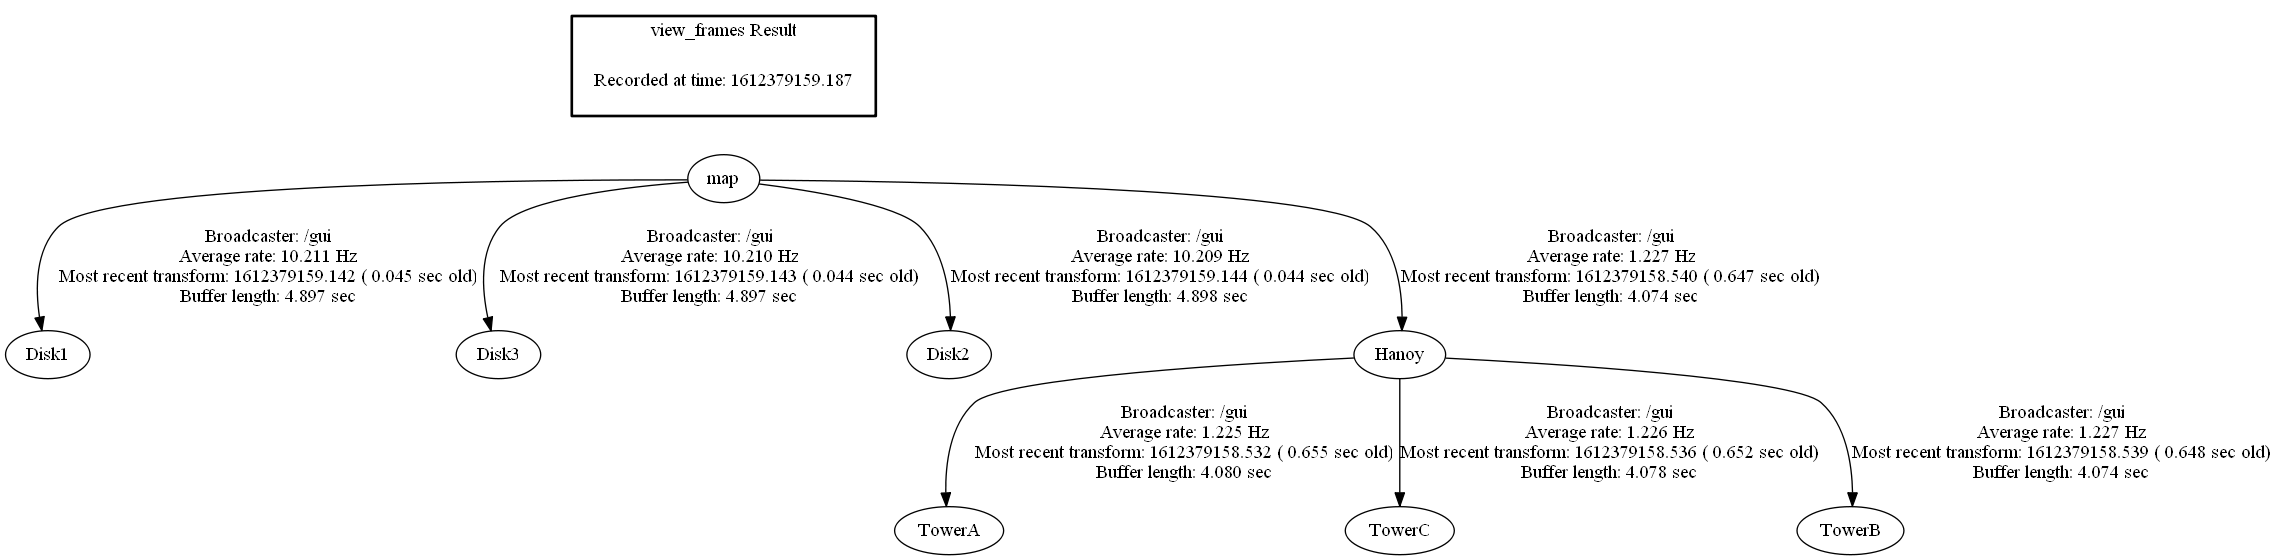 view_frames Result
Recorded at time: 1612379159.187
map
Broadcaster: /gui
Average rate: 10.211 Hz
Most recent transform: 1612379159.142 ( 0.045 sec old)
Buffer length: 4.897 sec
Broadcaster: /gui
Average rate: 10.210 Hz
Most recent transform: 1612379159.143 ( 0.044 sec old)
Buffer length: 4.897 sec
Broadcaster: /gui
Average rate: 10.209 Hz
Most recent transform: 1612379159.144 ( 0.044 sec old)
Buffer length: 4.898 sec
Broadcaster: /gui
Average rate: 1.227 Hz
Most recent transform: 1612379158.540 ( 0.647 sec old)
Buffer length: 4.074 sec
Disk1
Disk3
Disk2
Hanoy
Broadcaster: /gui
Average rate: 1.225 Hz
Most recent transform: 1612379158.532 ( 0.655 sec old)
Buffer length: 4.080 sec
Broadcaster: /gui
Average rate: 1.226 Hz
Most recent transform: 1612379158.536 ( 0.652 sec old)
Buffer length: 4.078 sec
Broadcaster: /gui
Average rate: 1.227 Hz
Most recent transform: 1612379158.539 ( 0.648 sec old)
Buffer length: 4.074 sec
TowerA
TowerC
TowerB